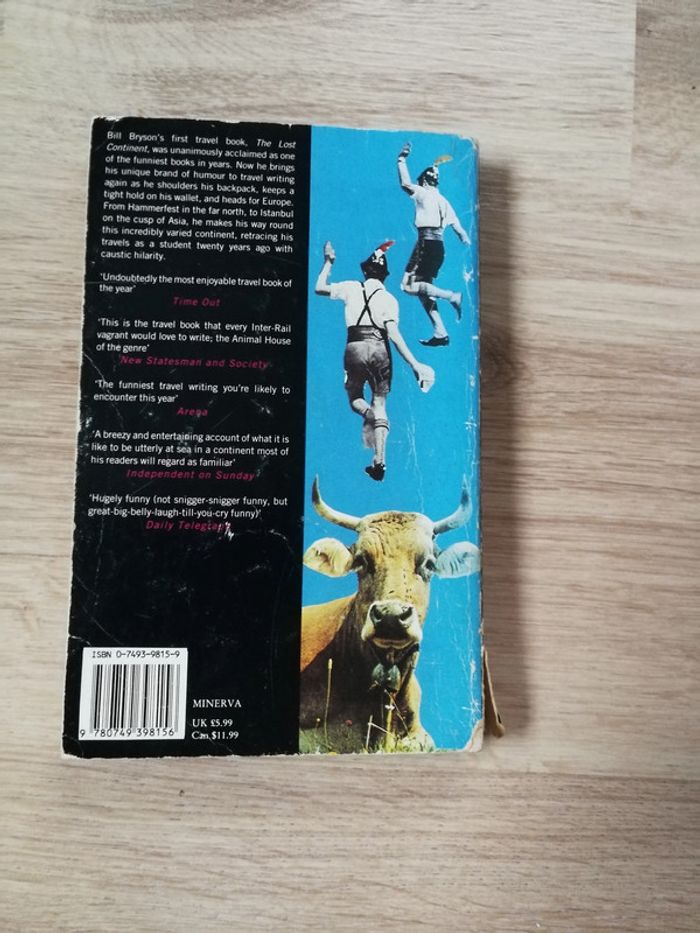 Bill Bryson's first travel book, The Lost
Continent, was unanimously acclaimed as one
of the funniest books in years. Now he brings
his unique brand of humour to travel writing
again as he shoulders his backpack, keeps a
tight hold on his wallet, and heads for Europe.
From Hammerfest in the far north, to Istanbul
on the cusp of Asia, he makes his way round
this incredibly varied continent, retracing his
travels as a student twenty years ago with
caustic hilarity.
'Undoubtedly the most enjoyable travel book of
the year'
Time Out
'This is the travel book that every Inter-Rail
vagrant would love to write; the Animal House
of the genre'
New Statesman and Society
'The funniest travel writing you're likely to
encounter this year'
Arena
'A breezy and entertaining account of what it is
like to be utterly at sea in a continent most of
his readers will regard as familiar'
Independent on Sunday
'Hugely funny (not snigger-snigger funny, but
great-big-belly-laugh-till-you-cry funny)'
Daily Telegraph
ISBN 0-7493-9815-9
9 780749 398156
MINERVA
UK £5.99
Can $11.99